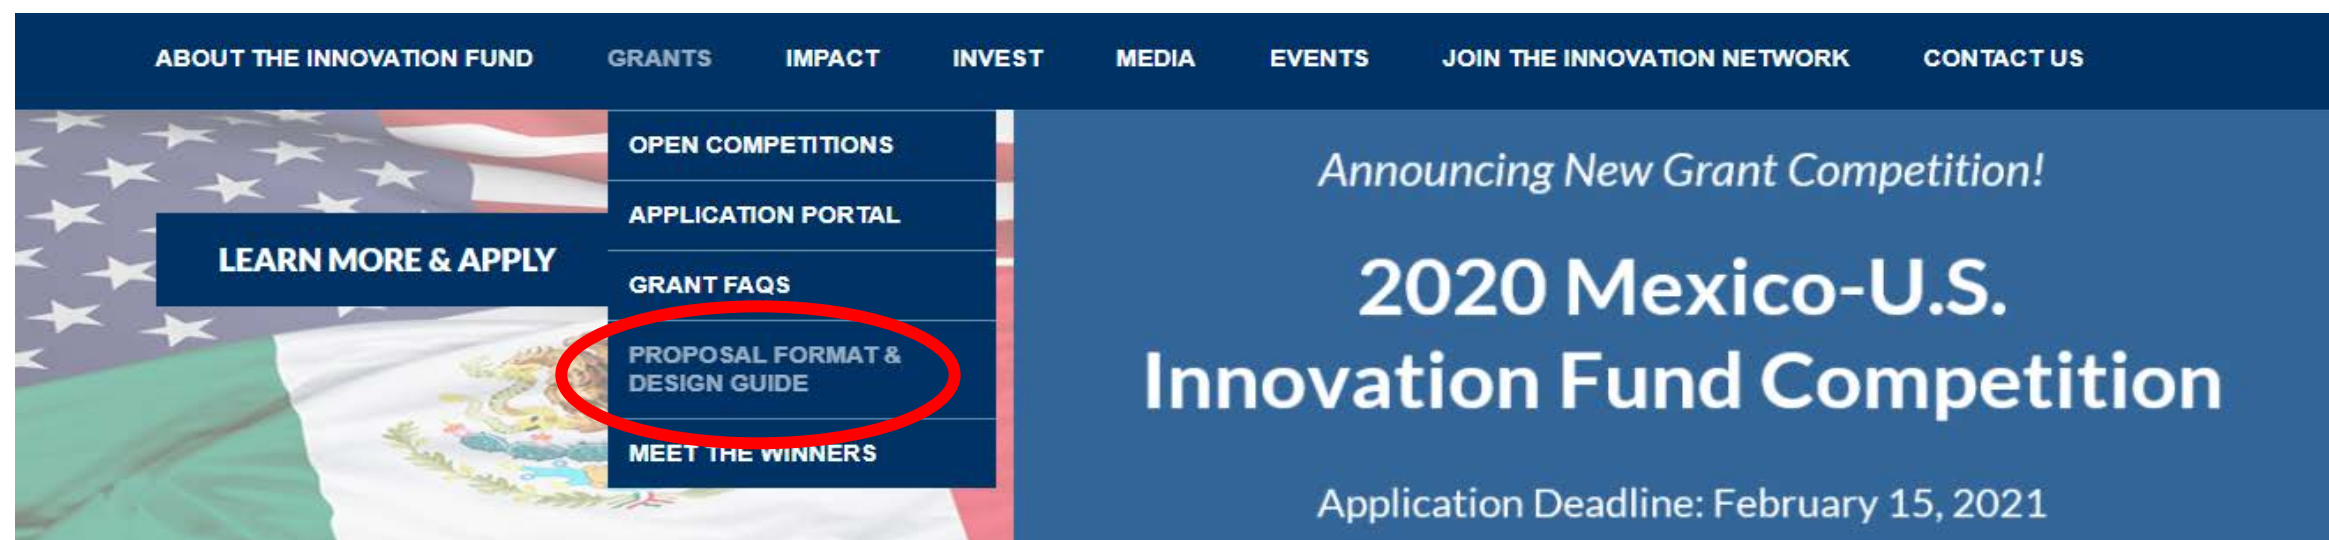 ABOUT THE INNOVATION FUND GRANTS IMPACT INVEST MEDIA EVENTS JOIN THE INNOVATION NETWORK CONTACT US
OPEN COMPETITIONS
APPLICATION PORTAL
GRANT FAQS
PROPOSAL FORMAT &
DESIGN GUIDE
MEET THE WINNERS
LEARN MORE & APPLY
Announcing New Grant Competition!
2020 Mexico-U.S.
Innovation Fund Competition
Application Deadline: February 15, 2021